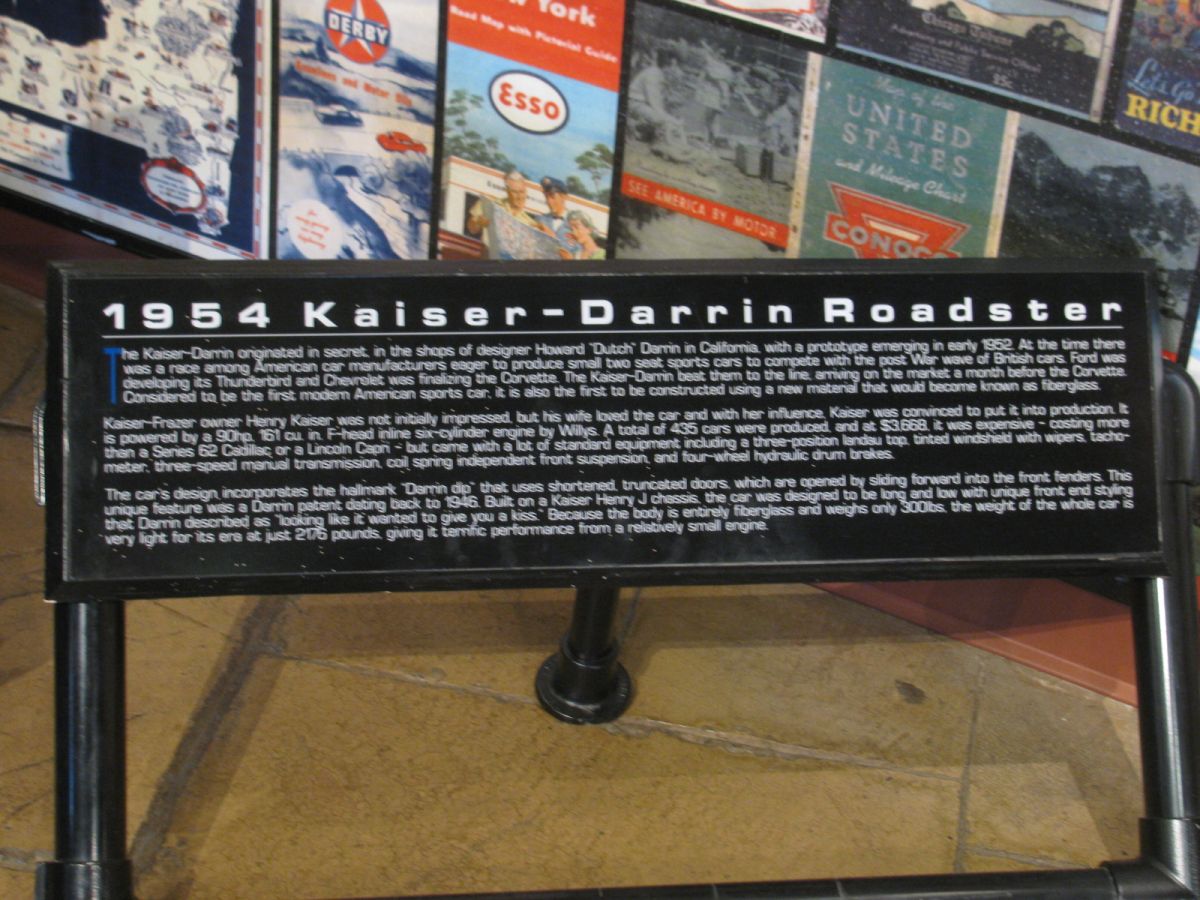 DERBY
New York
Road Map with Pictorial Guide
Esso
SEE AMERICA BY MOTOR
Chicago Tribune
25¢
Map of the
UNITED
STATES
and Mileage Chart
CONOCO
Let's Go
RICH
1954 Kaiser-Darrin Roadster
The Kaiser-Darrin originated in secret, in the shops of designer Howard "Dutch" Darrin in California, with a prototype emerging in early 1952. At the time there
was a race among American car manufacturers eager to produce small two seat sports cars to compete with the post War wave of British cars. Ford was
developing its Thunderbird and Chevrolet was finalizing the Corvette. The Kaiser-Darrin beat them to the line, arriving on the market a month before the Corvette.
Considered to be the first modern American sports car, it is also the first to be constructed using a new material that would become known as fiberglass.
Kaiser-Frazer owner Henry Kaiser was not initially impressed, but his wife loved the car and with her influence, Kaiser was convinced to put it into production. It
is powered by a 90hp, 161 cu. in. F-head inline six-cylinder engine by Willys. A total of 435 cars were produced, and at $3,668, it was expensive - costing more
than a Series 62 Cadillac or a Lincoln Capri - but came with a lot of standard equipment including a three-position landau top, tinted windshield with wipers, tacho-
meter, three-speed manual transmission, coil spring independent front suspension, and four-wheel hydraulic drum brakes.
The car's design incorporates the hallmark "Darrin dip" that uses shortened, truncated doors, which are opened by sliding forward into the front fenders. This
unique feature was a Darrin patent dating back to 1946. Built on a Kaiser Henry J chassis, the car was designed to be long and low with unique front end styling
that Darrin described as "looking like it wanted to give you a kiss." Because the body is entirely fiberglass and weighs only 300lbs, the weight of the whole car is
very light for its era at just 2176 pounds, giving it terrific performance from a relatively small engine.